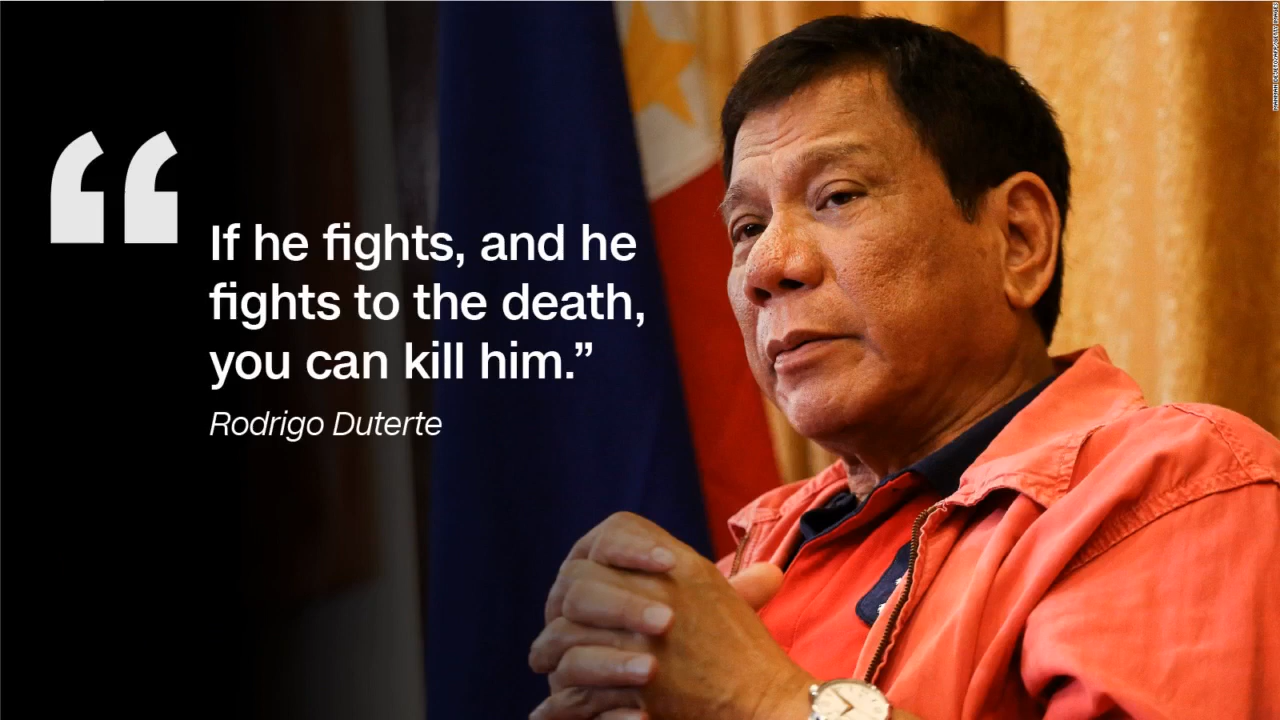 “
If he fights, and he
fights to the death,
you can kill him.”
Rodrigo Duterte